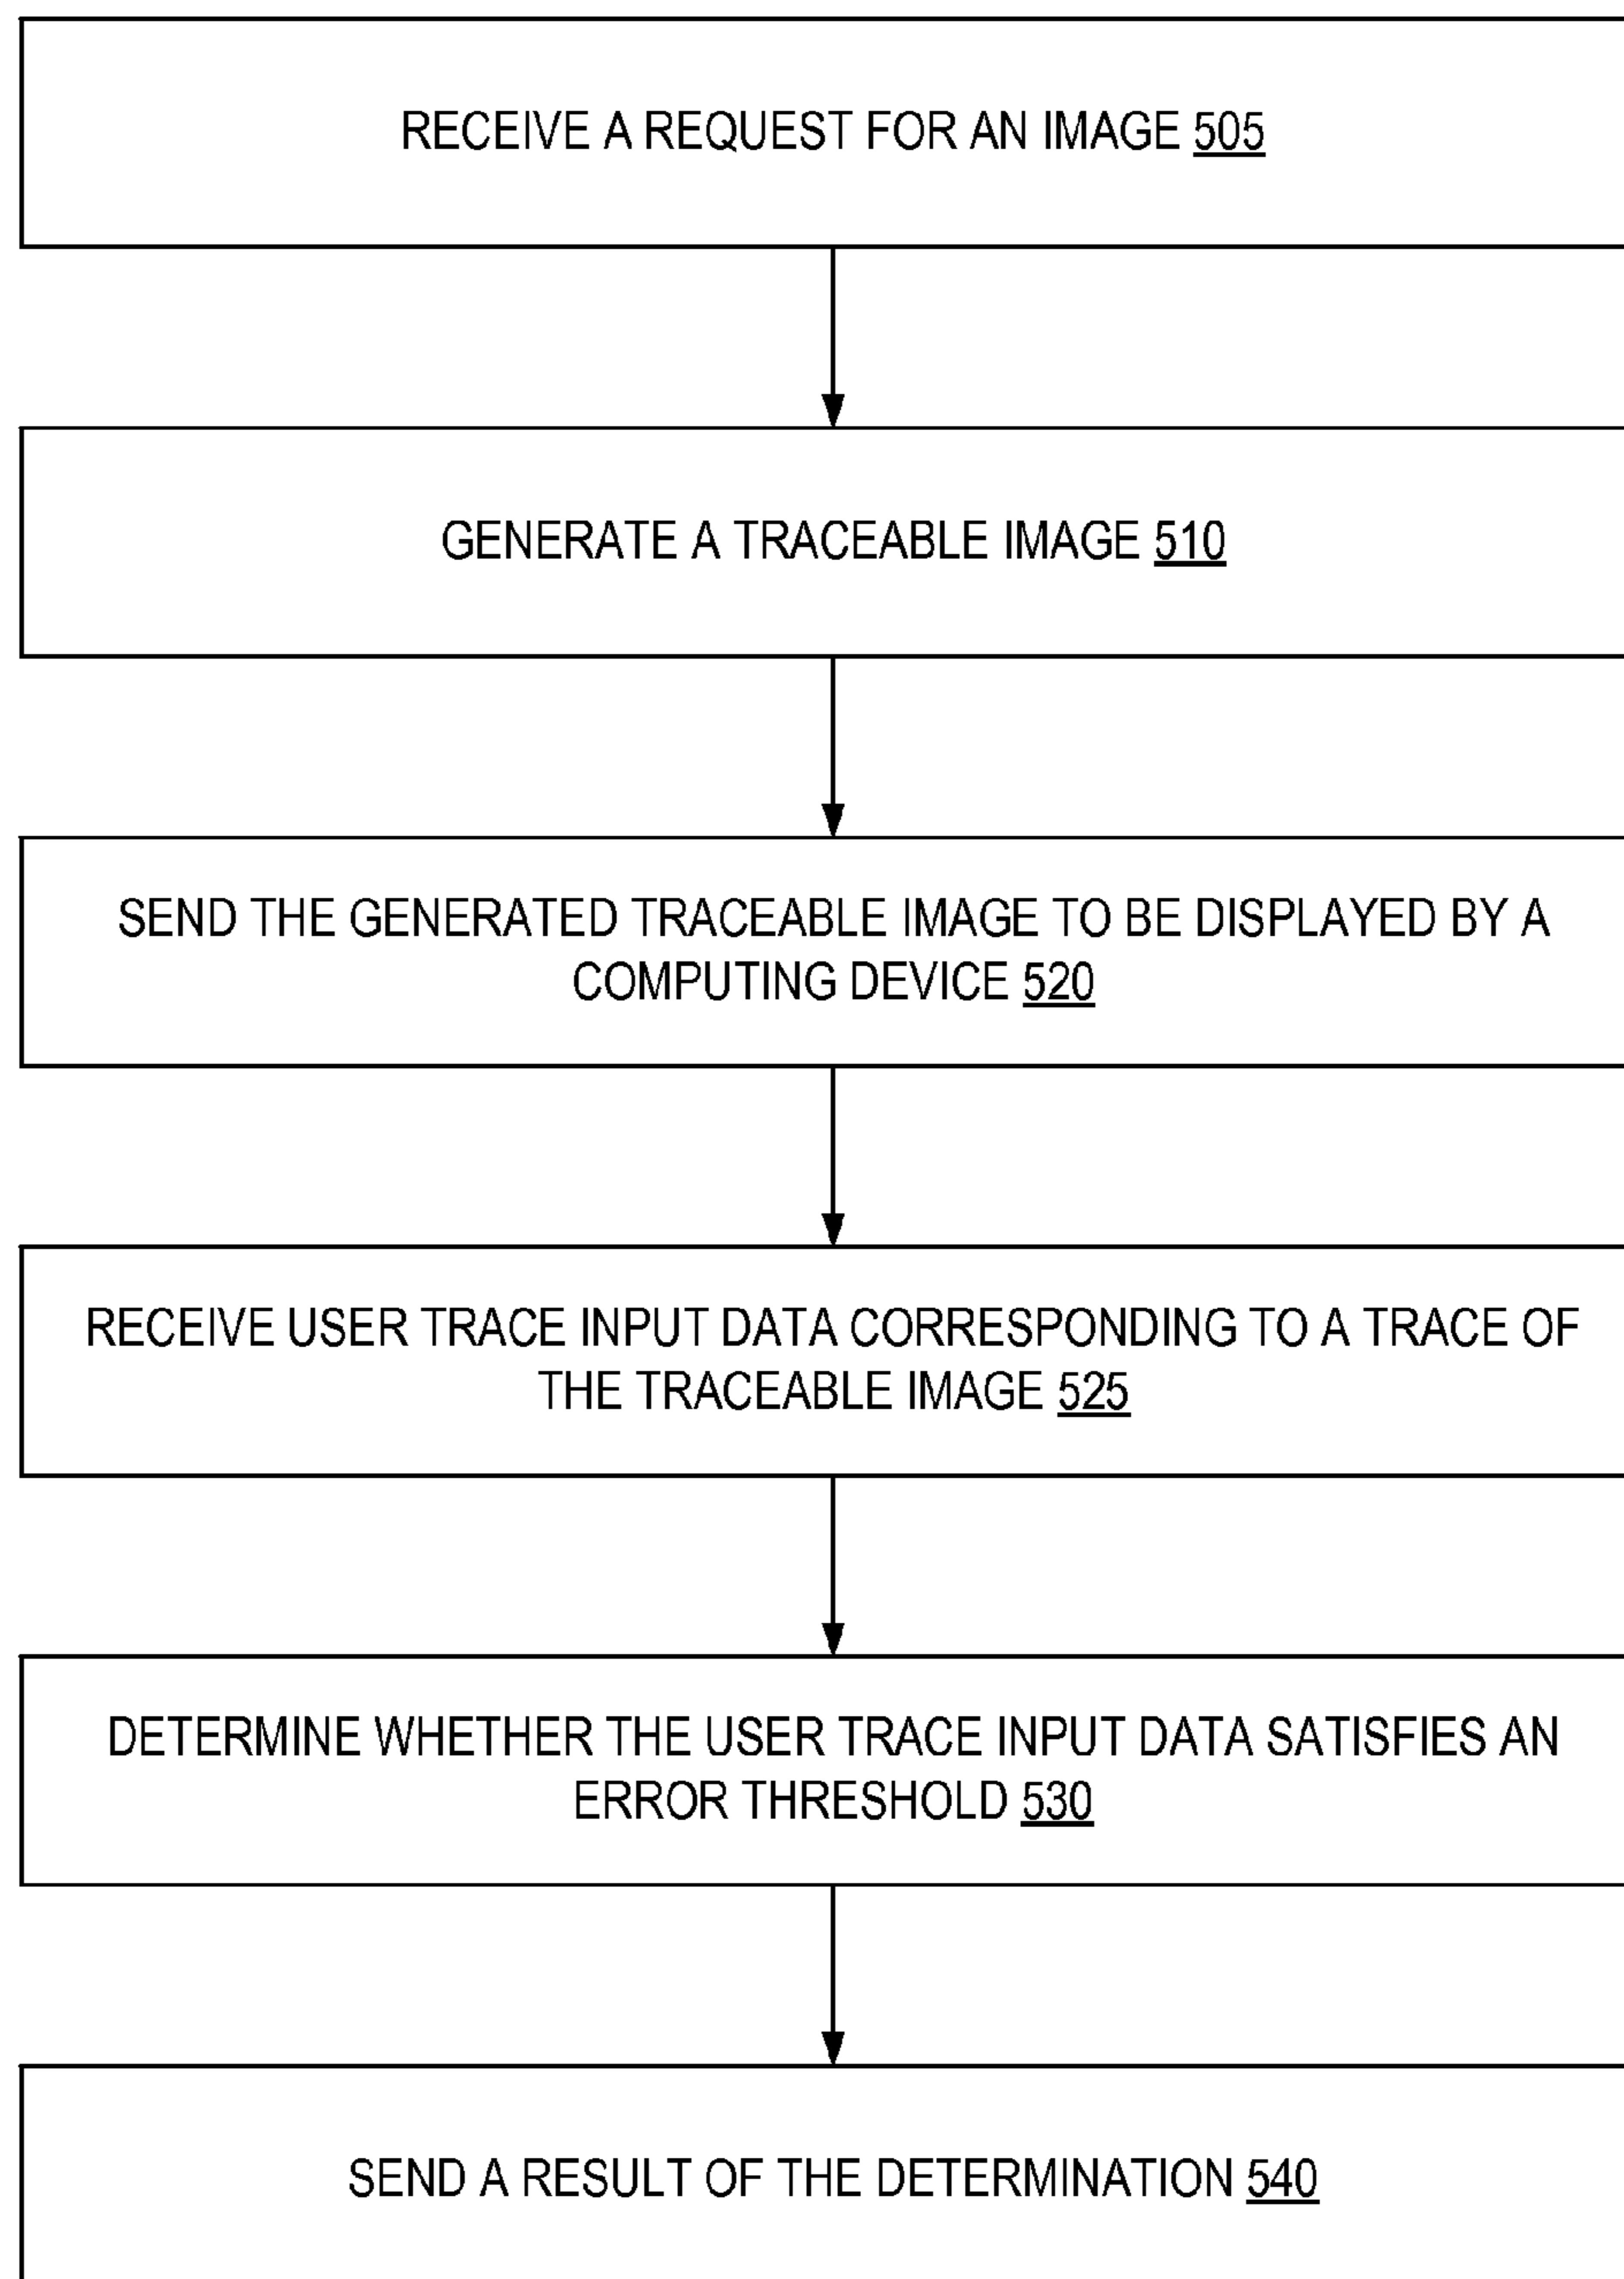 RECEIVE A REQUEST FOR AN IMAGE 505
GENERATE A TRACEABLE IMAGE 510
SEND THE GENERATED TRACEABLE IMAGE TO BE DISPLAYED BY A
COMPUTING DEVICE 520
RECEIVE USER TRACE INPUT DATA CORRESPONDING TO A TRACE OF
THE TRACEABLE IMAGE 525
DETERMINE WHETHER THE USER TRACE INPUT DATA SATISFIES AN
ERROR THRESHOLD 530
SEND A RESULT OF THE DETERMINATION 540